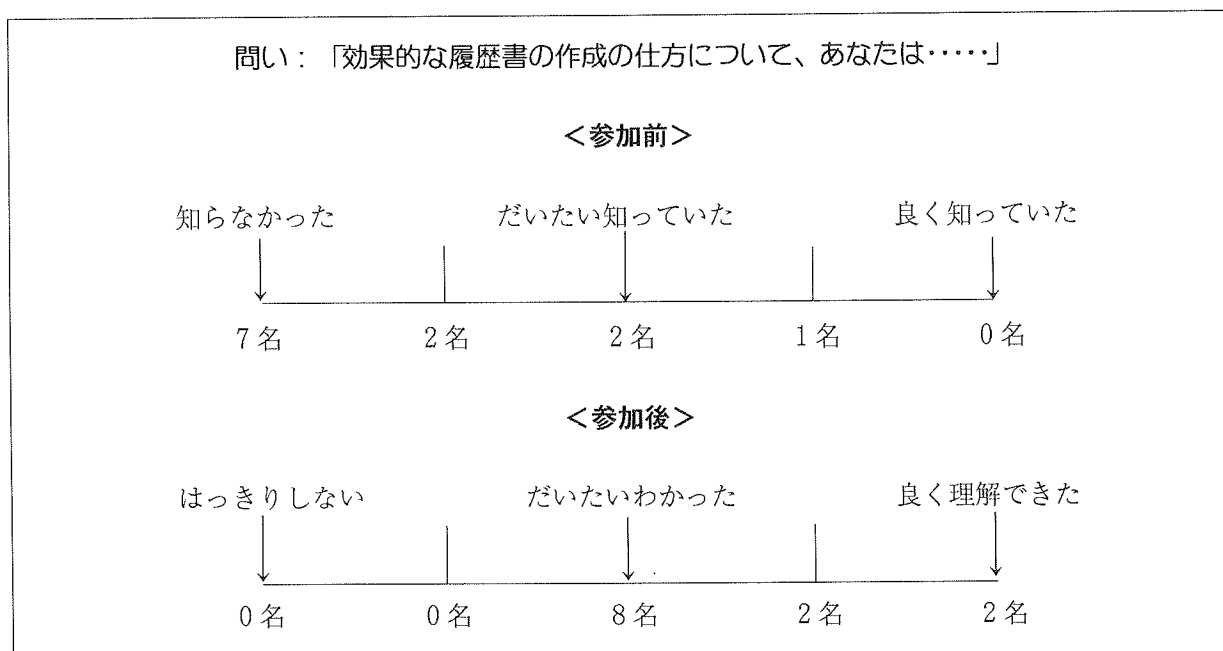 問い：「効果的な履歴書の作成の仕方について、あなたは・・・・・」
＜参加前＞
知らなかった　だいたい知っていた　良く知っていた
7名　2名　2名　1名　0名
＜参加後＞
はっきりしない　だいたいわかった　良く理解できた
0名　0名　8名　2名　2名